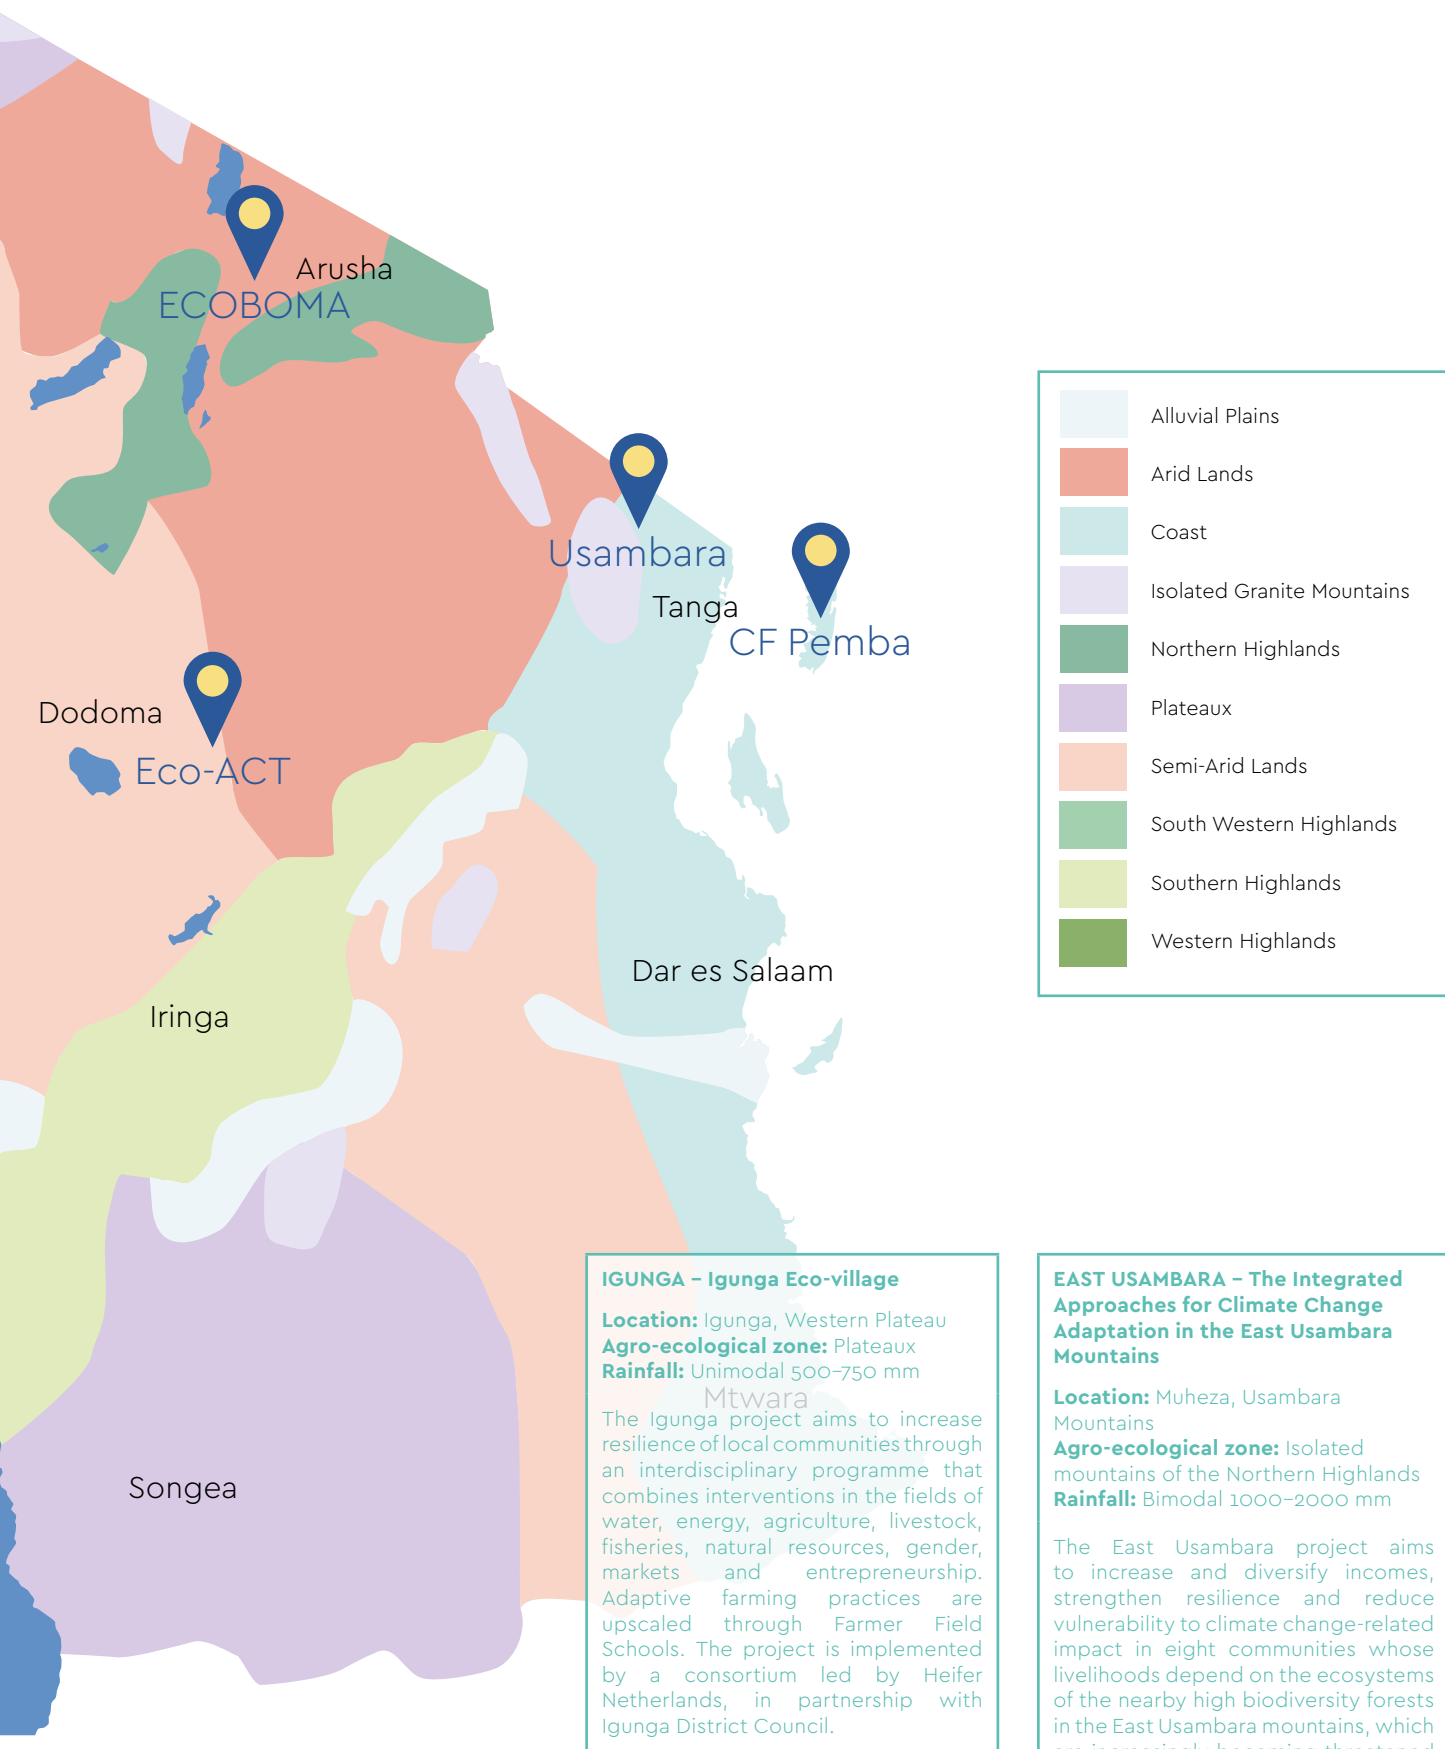 Arusha
ECOBOMA
Usambara
Tanga
CF Pemba
Dodoma
Eco-ACT
Dar es Salaam
Iringa
Songea
Mtwara
Alluvial Plains
Arid Lands
Coast
Isolated Granite Mountains
Northern Highlands
Plateaux
Semi-Arid Lands
South Western Highlands
Southern Highlands
Western Highlands
IGUNGA – Igunga Eco-village
Location: Igunga, Western Plateau
Agro-ecological zone: Plateaux
Rainfall: Unimodal 500-750 mm
The Igunga project aims to increase
resilience of local communities through
an interdisciplinary programme that
combines interventions in the fields of
water, energy, agriculture, livestock,
fisheries, natural resources, gender,
markets and entrepreneurship.
Adaptive farming practices are
upscaled through Farmer Field
Schools. The project is implemented
by a consortium led by Heifer
Netherlands, in partnership with
Igunga District Council.
EAST USAMBARA – The Integrated
Approaches for Climate Change
Adaptation in the East Usambara
Mountains
Location: Muheza, Usambara
Mountains
Agro-ecological zone: Isolated
mountains of the Northern Highlands
Rainfall: Bimodal 1000-2000 mm
The East Usambara project aims
to increase and diversify incomes,
strengthen resilience and reduce
vulnerability to climate change-related
impact in eight communities whose
livelihoods depend on the ecosystems
of the nearby high biodiversity forests
in the East Usambara mountains, which
are increasingly becoming threatened